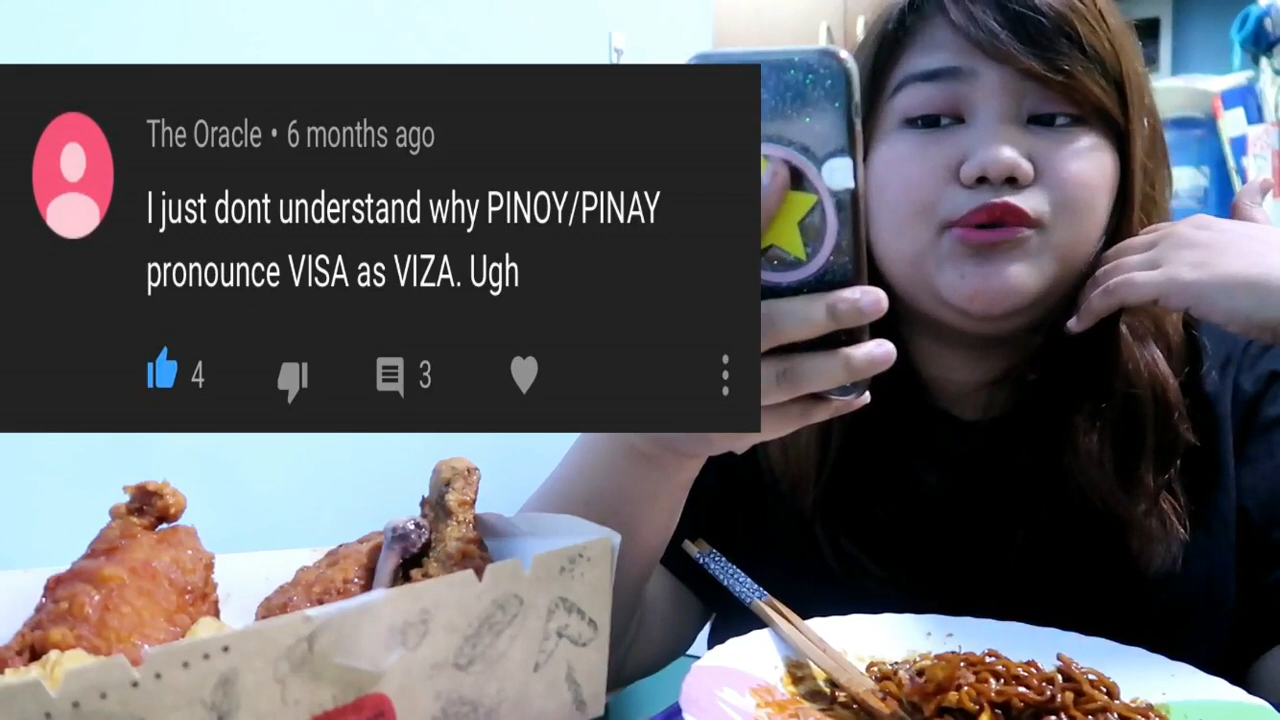 The Oracle • 6 months ago
I just dont understand why PINOY/PINAY
pronounce VISA as VIZA. Ugh
4
3